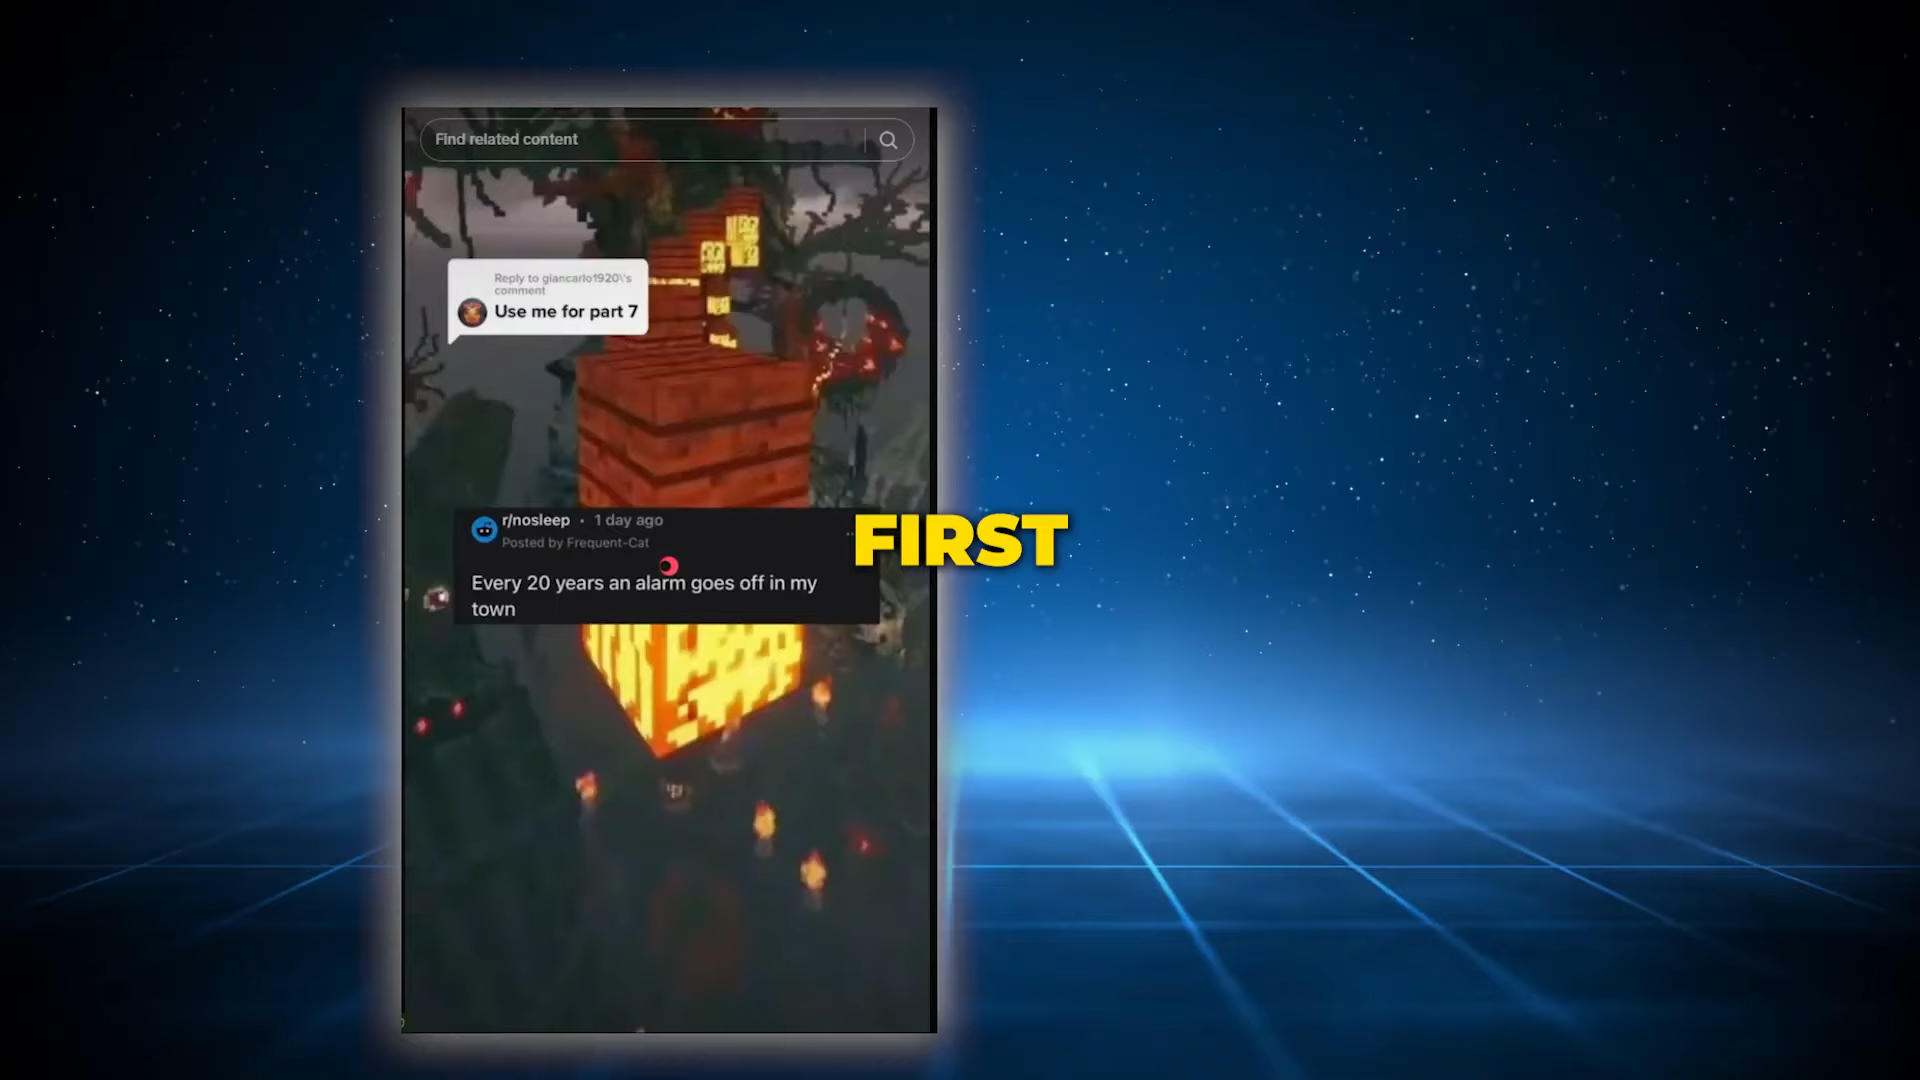 Find related content
Reply to giancarlo1920\'s
comment
Use me for part 7
r/nosleep • 1 day ago
Posted by Frequent-Cat
FIRST
Every 20 years an alarm goes off in my
town